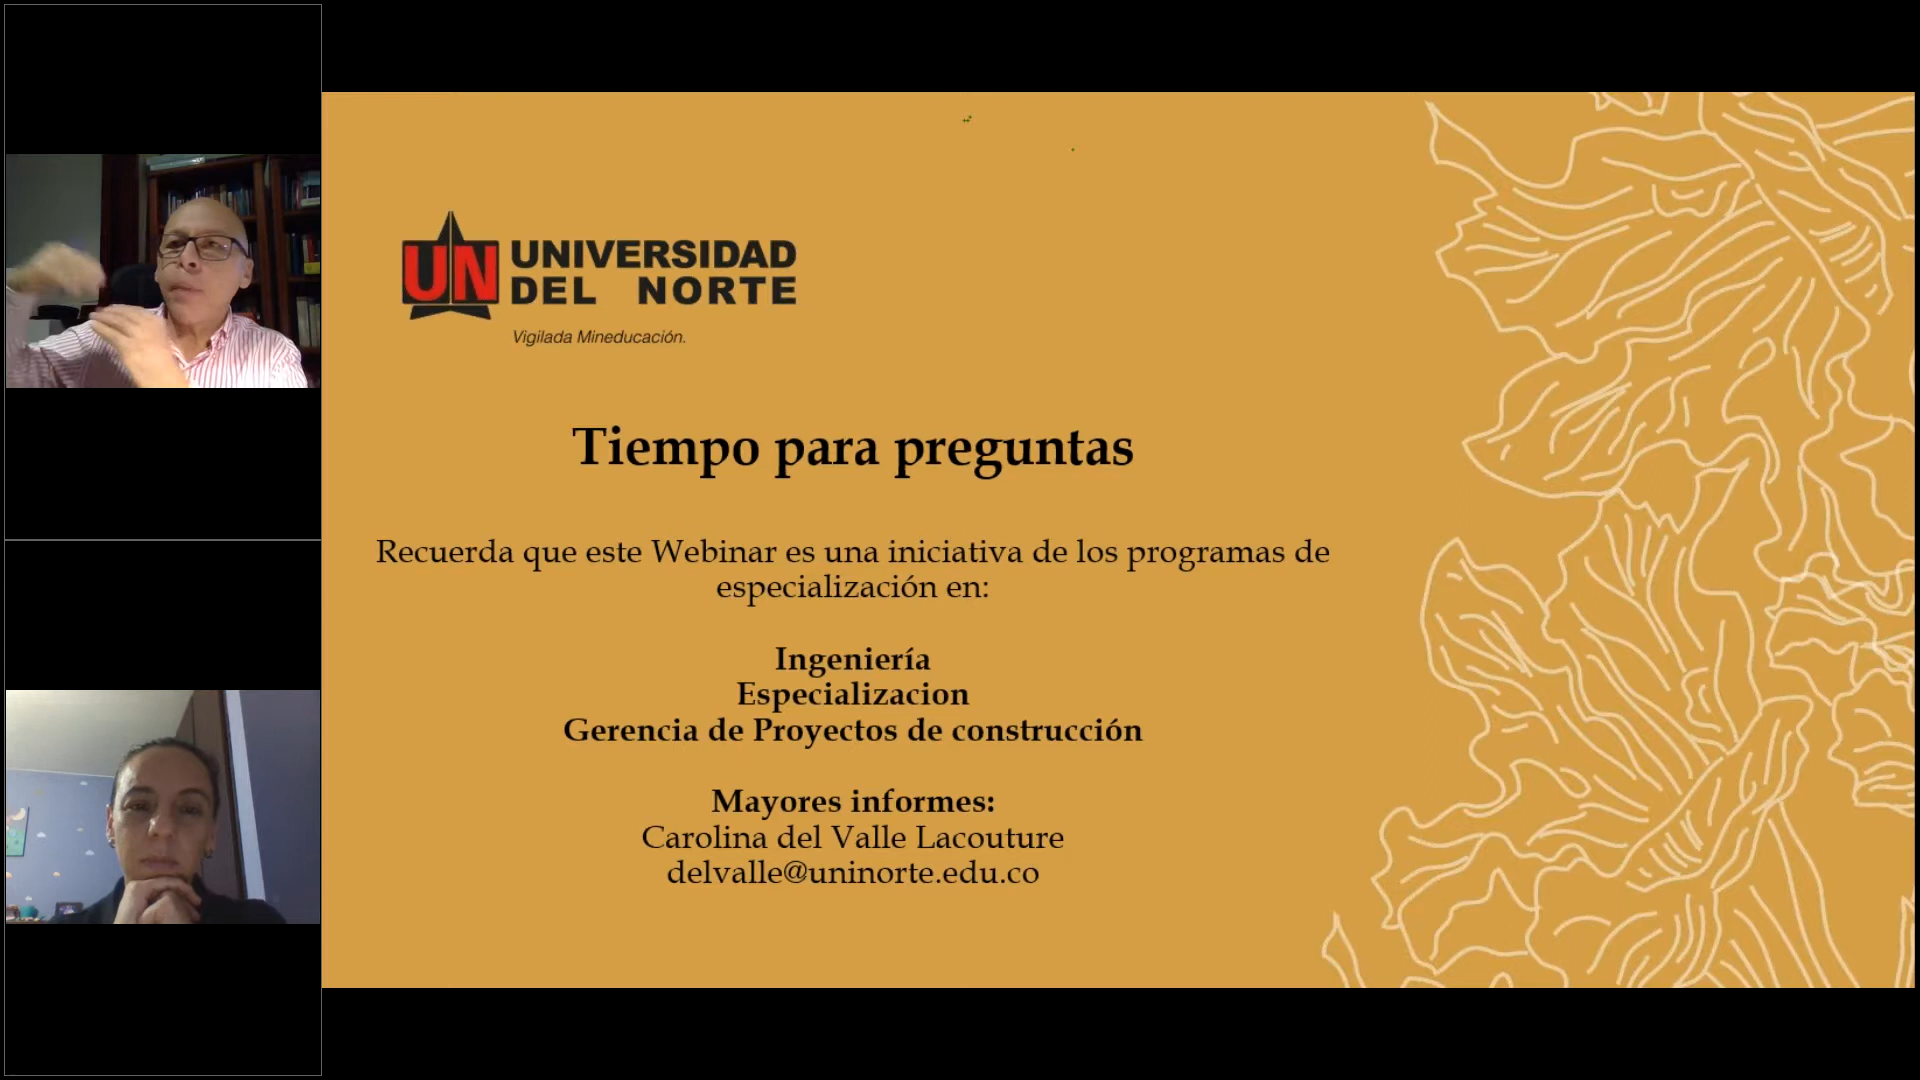 UN UNIVERSIDAD
DEL NORTE
Vigilada Mineducación.
Tiempo para preguntas
Recuerda que este Webinar es una iniciativa de los programas de
especialización en:
Ingeniería
Especializacion
Gerencia de Proyectos de construcción
Mayores informes:
Carolina del Valle Lacouture
delvalle@uninorte.edu.co